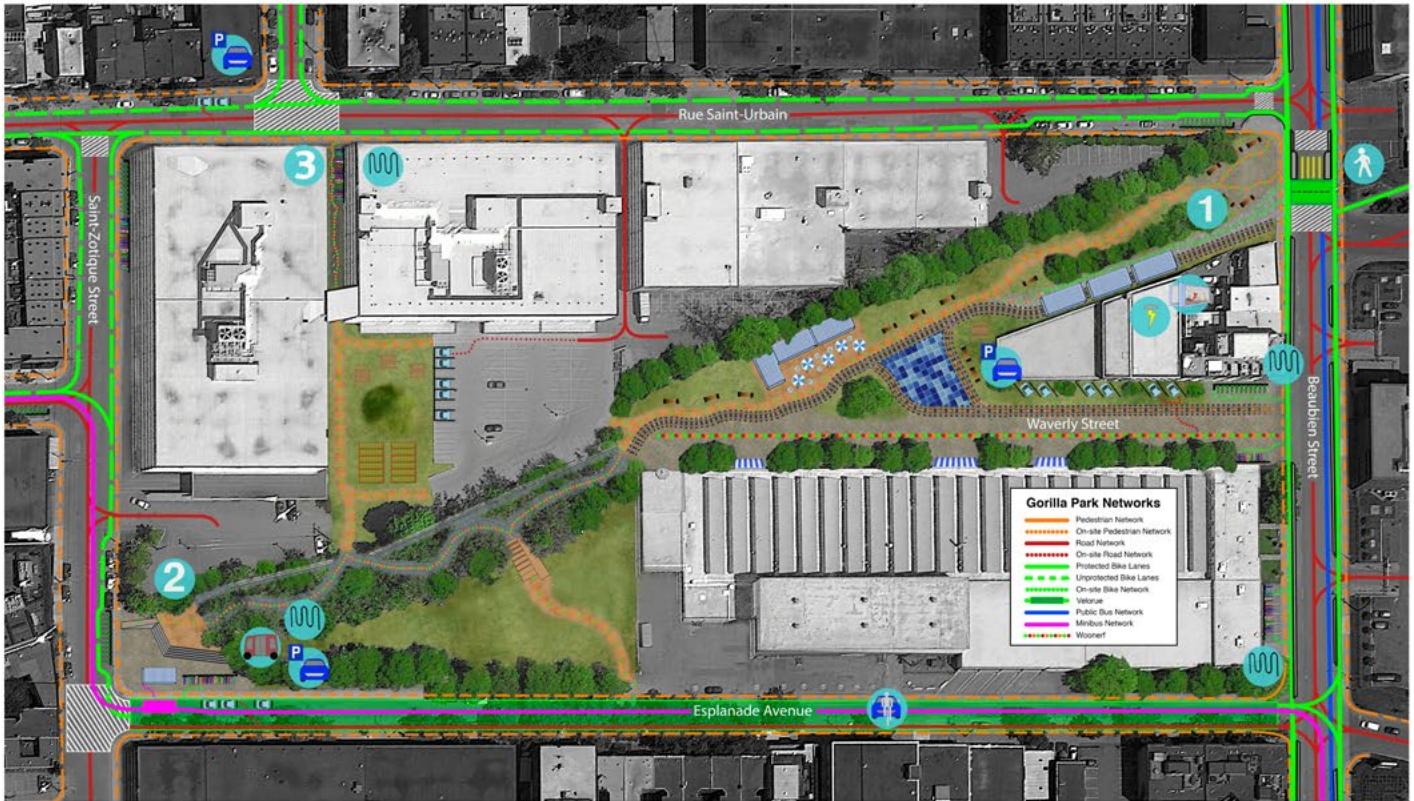 P
Rue Saint-Urbain
3
1
Saint-Zotique Street
P
Waverly Street
Beaubien Street
Gorilla Park Networks
Pedestrian Network
On-site Pedestrian Network
Road Network
On-site Road Network
Protected Bike Lanes
Unprotected Bike Lanes
On-site Bike Network
Velorue
Public Bus Network
Minibus Network
Woonerf
2
P
Esplanade Avenue